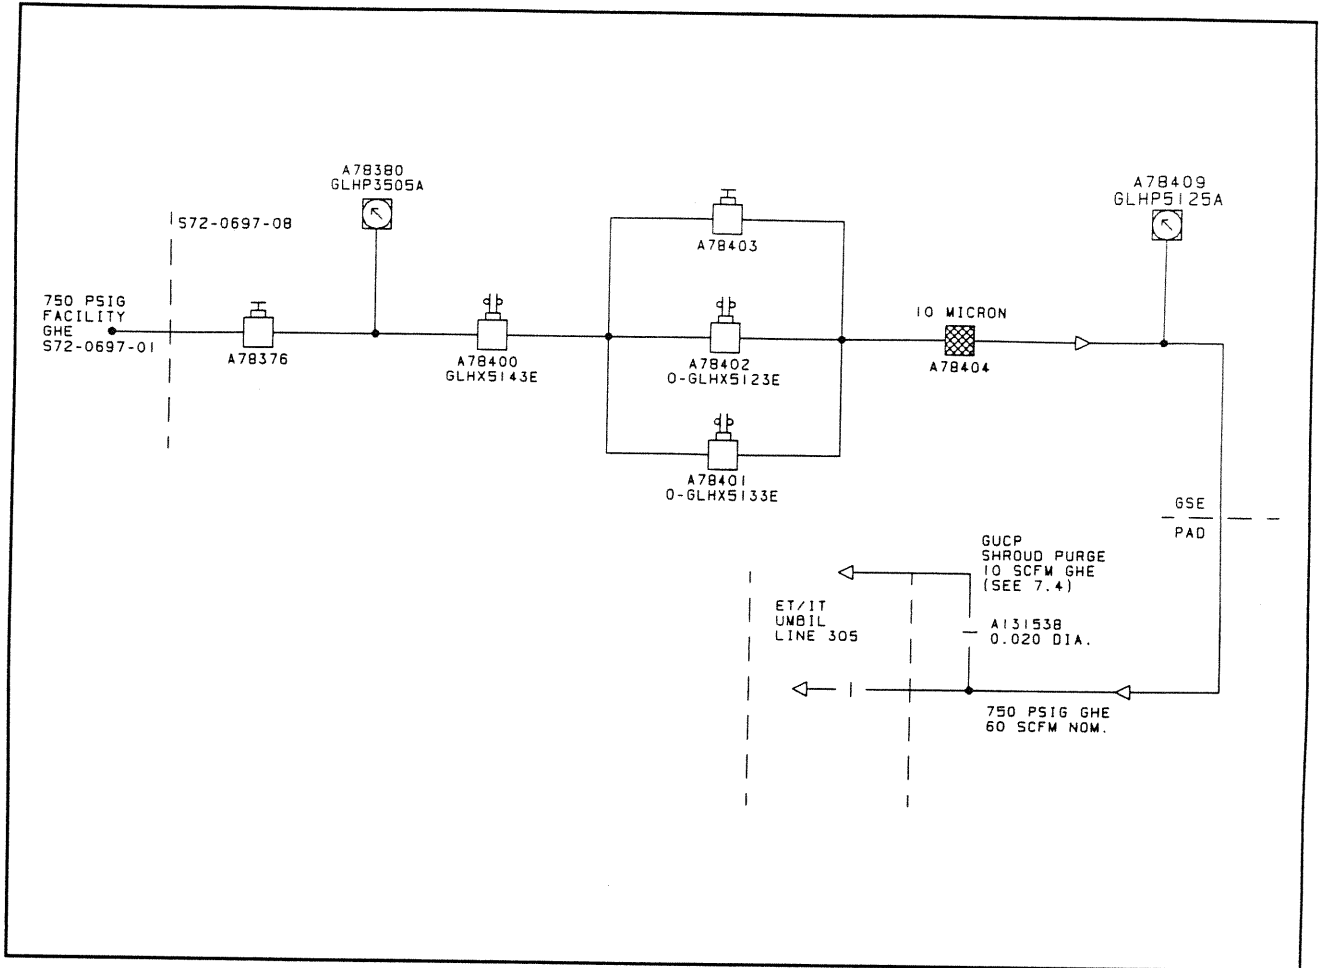 A78380
GLHP3505A
A78409
GLHP5125A
S72-0697-08
A78403
750 PSIG
FACILITY
GHE
S72-0697-01
A78376
A78400
GLHX5143E
A78402
O-GLHX5123E
10 MICRON
A78404
A78401
O-GLHX5133E
GSE
PAD
GUCP
SHROUD PURGE
10 SCFM GHE
(SEE 7.4)
ET/IT
UMBIL
LINE 305
A131538
0.020 DIA.
750 PSIG GHE
60 SCFM NOM.